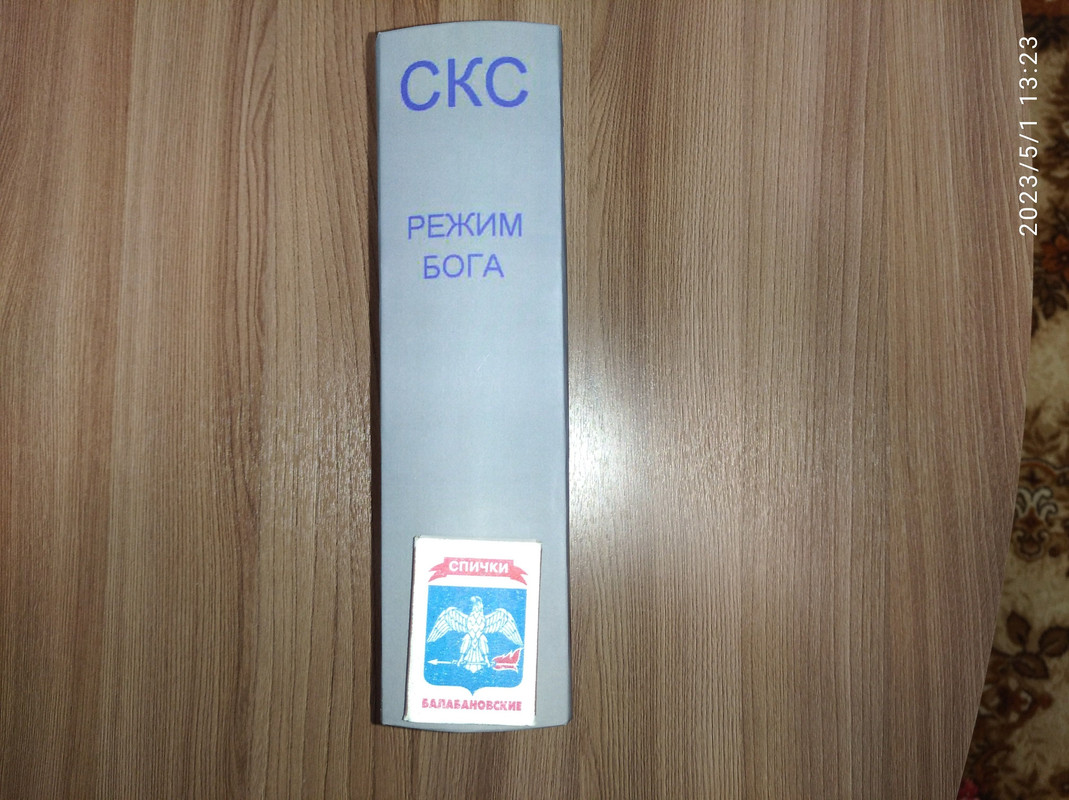 СКС
РЕЖИМ
БОГА
СПИЧКИ
БАЛАБАНОВСКИЕ
2023/5/1 13:23